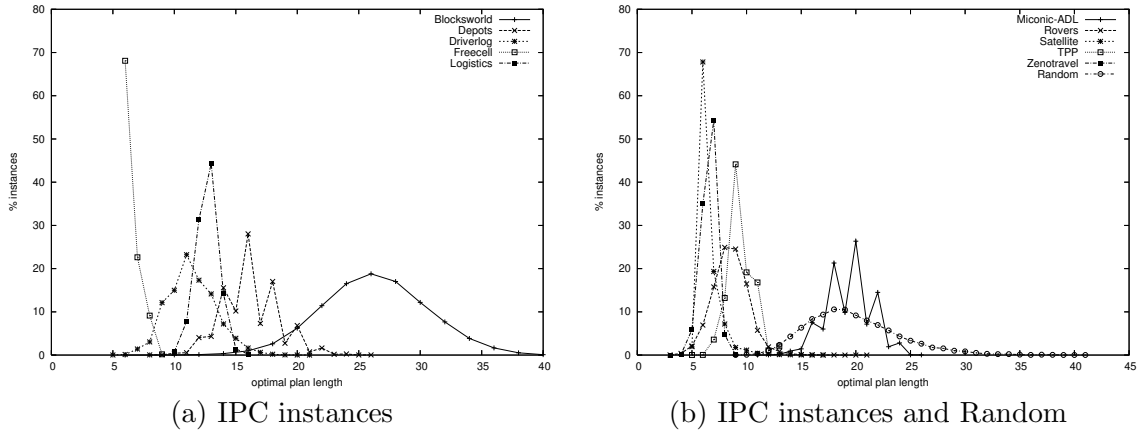 Blocksworld
Depots
Driverlog
Freecell
Logistics
80
70
60
50
40
30
20
10
0
% instances
0 5 10 15 20 25 30 35 40
optimal plan length
(a) IPC instances
Miconic-ADL
Rovers
Satellite
TPP
Zenotravel
Random
80
70
60
50
40
30
20
10
0
% instances
0 5 10 15 20 25 30 35 40 45
optimal plan length
(b) IPC instances and Random